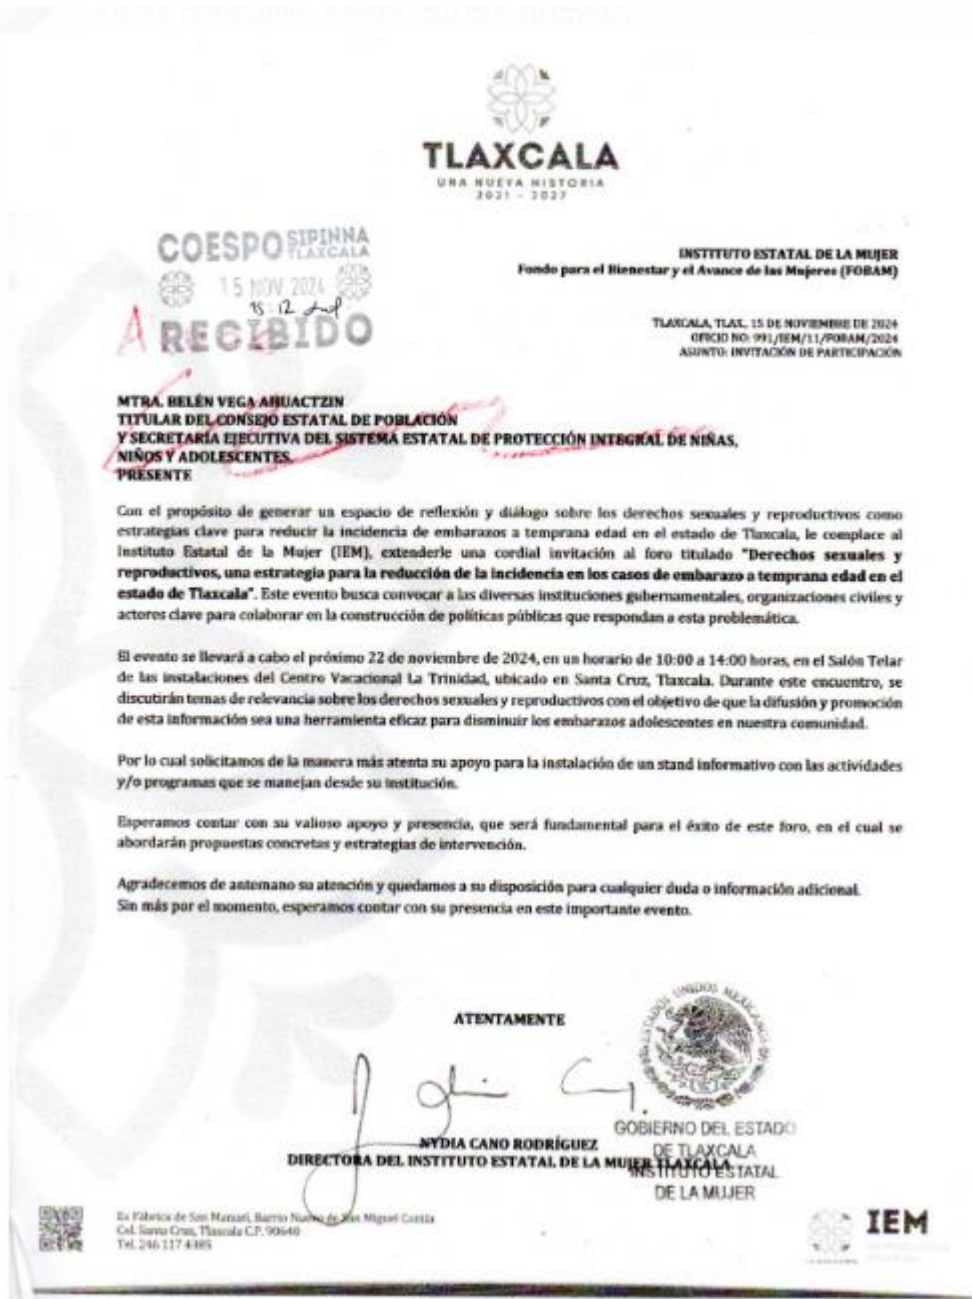 TLAXCALA
UNA NUEVA HISTORIA
2021 - 2027
COESPO SIPINNA
TLAXCALA
15 NOV 2024
15:12
RECIBIDO
INSTITUTO ESTATAL DE LA MUJER
Fondo para el Bienestar y el Avance de las Mujeres (FOBAM)
TLAXCALA, TLAX., 15 DE NOVIEMBRE DE 2024
OFICIO NO: 991/IEM/11/FOBAM/2024
ASUNTO: INVITACIÓN DE PARTICIPACIÓN
MTRA. BELÉN VEGA AHUACTZIN
TITULAR DEL CONSEJO ESTATAL DE POBLACIÓN
Y SECRETARÍA EJECUTIVA DEL SISTEMA ESTATAL DE PROTECCIÓN INTEGRAL DE NIÑAS,
NIÑOS Y ADOLESCENTES.
PRESENTE
Con el propósito de generar un espacio de reflexión y diálogo sobre los derechos sexuales y reproductivos como
estrategias clave para reducir la incidencia de embarazos a temprana edad en el estado de Tlaxcala, le complace al
Instituto Estatal de la Mujer (IEM), extenderle una cordial invitación al foro titulado "Derechos sexuales y
reproductivos, una estrategia para la reducción de la incidencia en los casos de embarazo a temprana edad en el
estado de Tlaxcala". Este evento busca convocar a las diversas instituciones gubernamentales, organizaciones civiles y
actores clave para colaborar en la construcción de políticas públicas que respondan a esta problemática.
El evento se llevará a cabo el próximo 22 de noviembre de 2024, en un horario de 10:00 a 14:00 horas, en el Salón Telar
de las instalaciones del Centro Vacacional La Trinidad, ubicado en Santa Cruz, Tlaxcala. Durante este encuentro, se
discutirán temas de relevancia sobre los derechos sexuales y reproductivos con el objetivo de que la difusión y promoción
de esta información sea una herramienta eficaz para disminuir los embarazos adolescentes en nuestra comunidad.
Por lo cual solicitamos de la manera más atenta su apoyo para la instalación de un stand informativo con las actividades
y/o programas que se manejan desde su institución.
Esperamos contar con su valioso apoyo y presencia, que será fundamental para el éxito de este foro, en el cual se
abordarán propuestas concretas y estrategias de intervención.
Agradecemos de antemano su atención y quedamos a su disposición para cualquier duda o información adicional.
Sin más por el momento, esperamos contar con su presencia en este importante evento.
ATENTAMENTE
ESTADOS UNIDOS MEXICANOS
NYDIA CANO RODRÍGUEZ
DIRECTORA DEL INSTITUTO ESTATAL DE LA MUJER TLAXCALA
GOBIERNO DEL ESTADO
DE TLAXCALA
INSTITUTO ESTATAL
DE LA MUJER
Ex Fábrica de San Manuel, Barrio Nuevo de San Miguel Contla
Col. Santa Cruz, Tlaxcala C.P. 90640
Tel. 246 117 4385
IEM